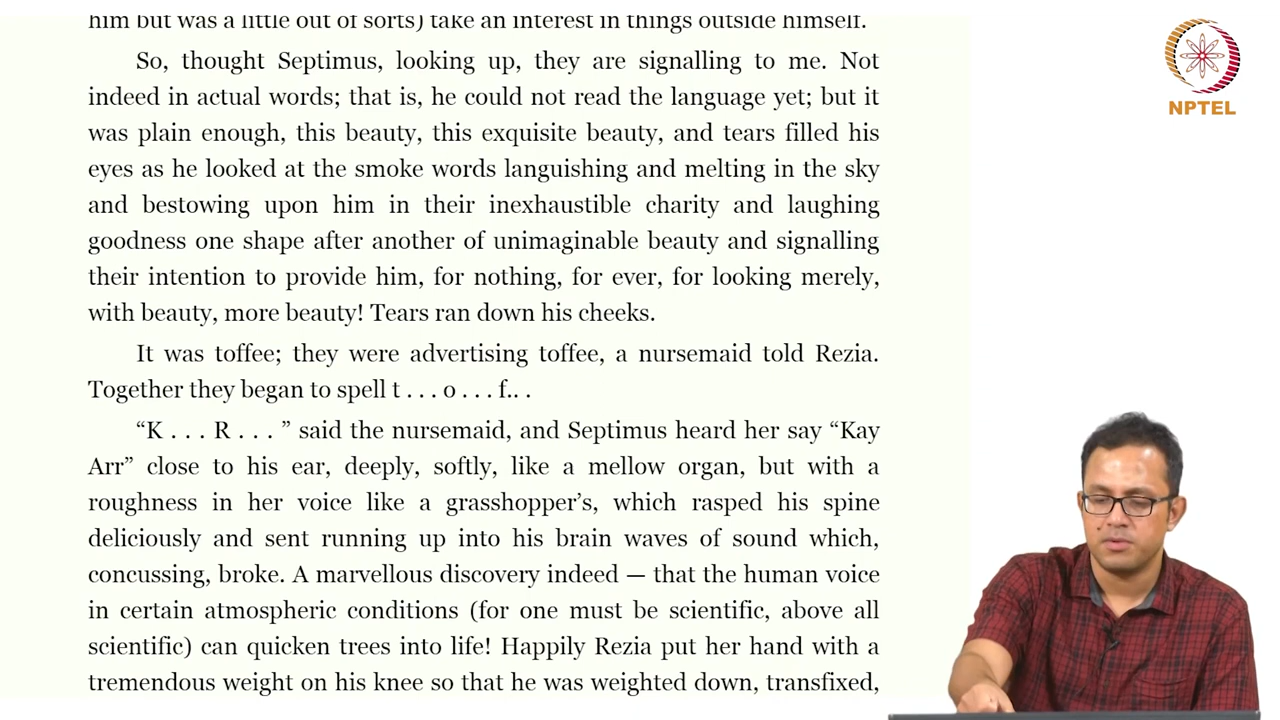 him but was a little out of sorts) take an interest in things outside himself.
So, thought Septimus, looking up, they are signalling to me. Not
indeed in actual words; that is, he could not read the language yet; but it
was plain enough, this beauty, this exquisite beauty, and tears filled his
eyes as he looked at the smoke words languishing and melting in the sky
and bestowing upon him in their inexhaustible charity and laughing
goodness one shape after another of unimaginable beauty and signalling
their intention to provide him, for nothing, for ever, for looking merely,
with beauty, more beauty! Tears ran down his cheeks.
It was toffee; they were advertising toffee, a nursemaid told Rezia.
Together they began to spell t . . . o . . . f.. .
“K . . . R . . . ” said the nursemaid, and Septimus heard her say “Kay
Arr” close to his ear, deeply, softly, like a mellow organ, but with a
roughness in her voice like a grasshopper’s, which rasped his spine
deliciously and sent running up into his brain waves of sound which,
concussing, broke. A marvellous discovery indeed — that the human voice
in certain atmospheric conditions (for one must be scientific, above all
scientific) can quicken trees into life! Happily Rezia put her hand with a
tremendous weight on his knee so that he was weighted down, transfixed,
NPTEL